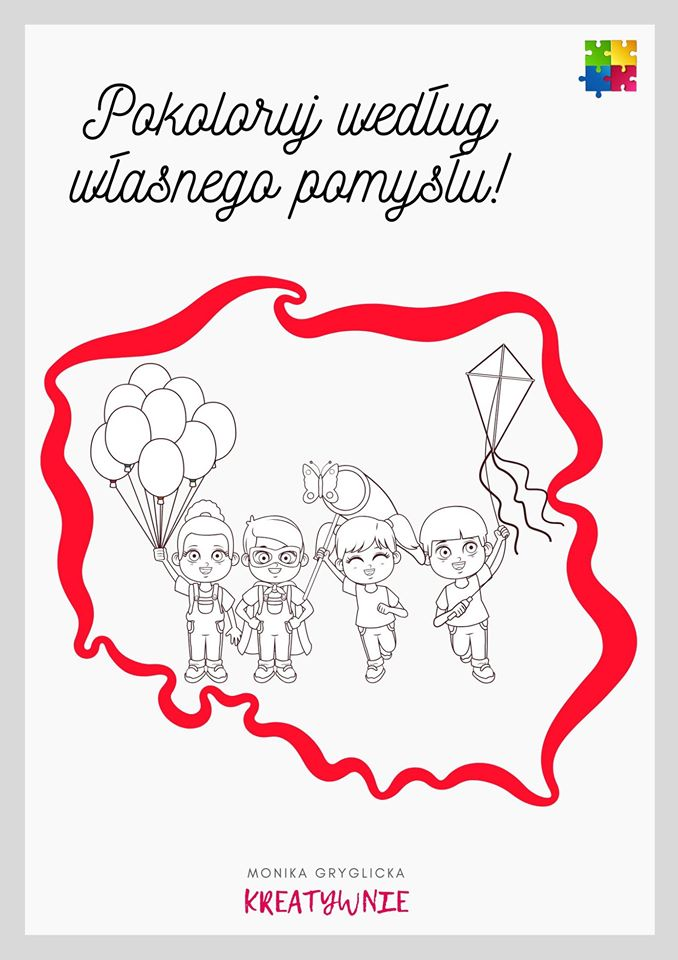 Pokoloruj według
własnego pomysłu!
MONIKA GRYGLICKA
KREATYWNIE